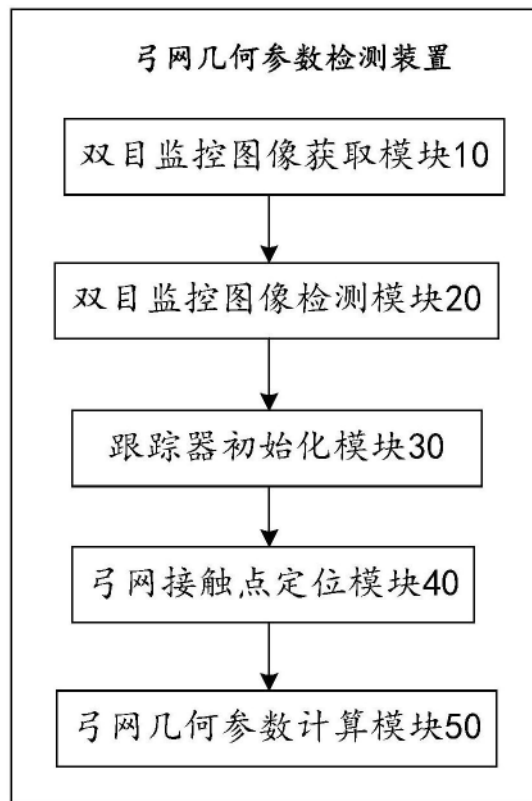 弓网几何参数检测装置
双目监控图像获取模块10
双目监控图像检测模块20
跟踪器初始化模块30
弓网接触点定位模块40
弓网几何参数计算模块50